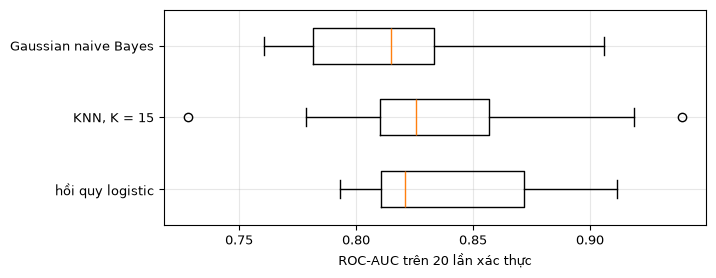 Gaussian naive Bayes
KNN, K = 15
hồi quy logistic
0.75 0.80 0.85 0.90
ROC-AUC trên 20 lần xác thực